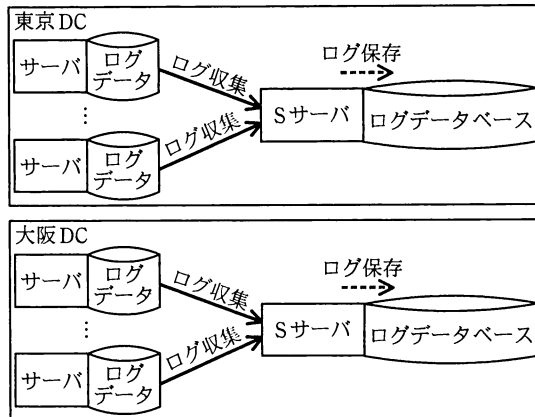 東京DC
サーバ
ログ
データ
ログ収集
ログ保存
Sサーバ
ログデータベース
⋮
サーバ
ログ
データ
ログ収集
大阪DC
サーバ
ログ
データ
ログ収集
ログ保存
Sサーバ
ログデータベース
⋮
サーバ
ログ
データ
ログ収集